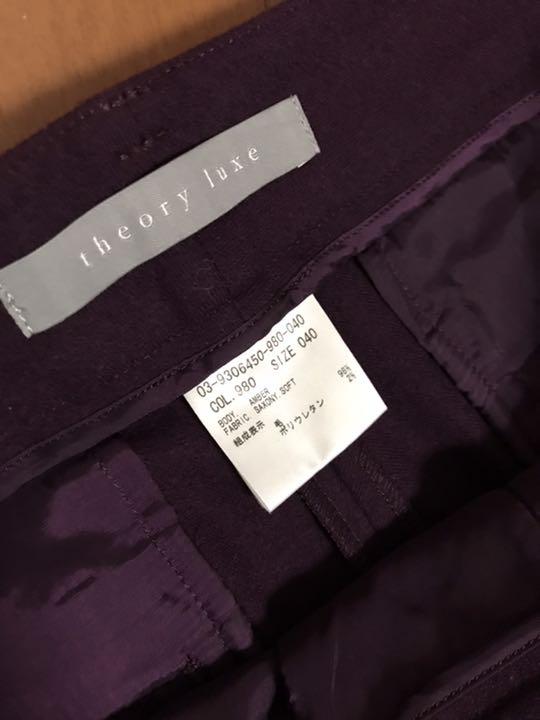 theory luxe
03-9306450-980-040
COL. 980 SIZE 040
BODY. AMBER
FABRIC. SAXONY.SOFT
組成表示 毛 98%
ポリウレタン 2%